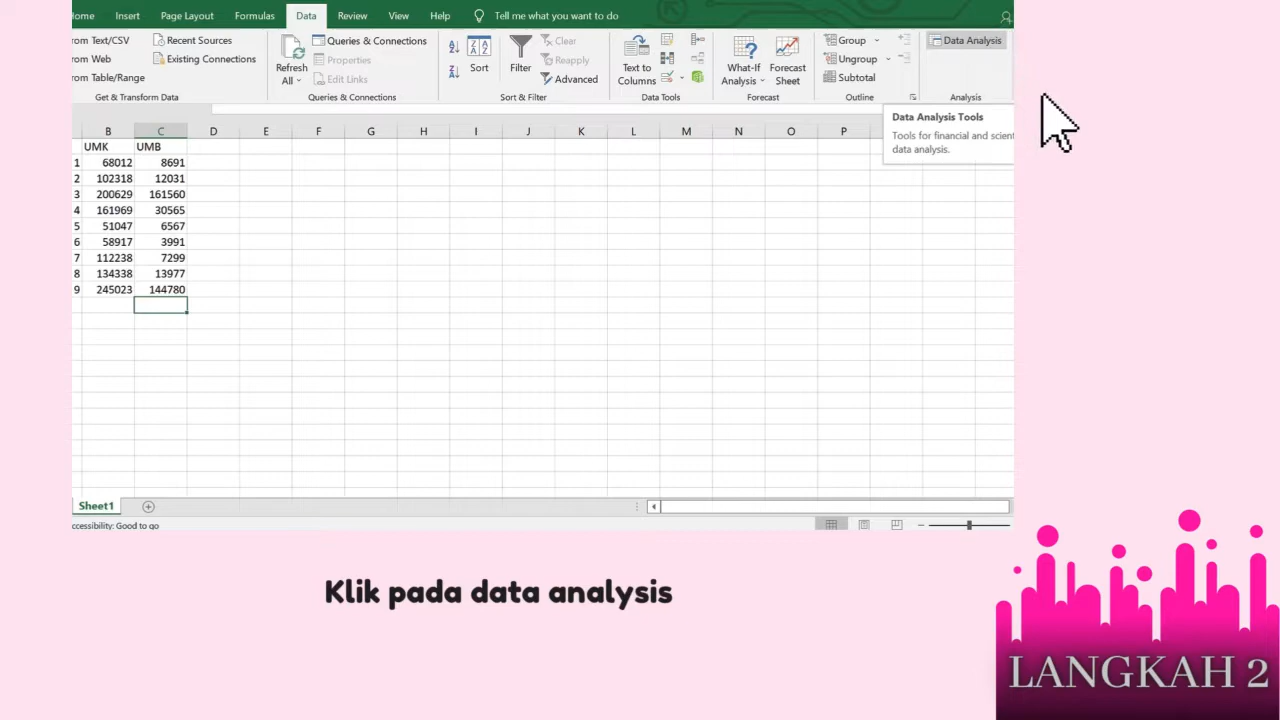 Home Insert Page Layout Formulas Data Review View Help Tell me what you want to do
rom Text/CSV Recent Sources
rom Web Existing Connections
rom Table/Range
Get & Transform Data
Refresh
All
Queries & Connections
Properties
Edit Links
Queries & Connections
Sort
Filter
Clear
Reapply
Advanced
Sort & Filter
Text to
Columns
Data Tools
What-If
Analysis
Forecast
Sheet
Forecast
Group
Ungroup
Subtotal
Outline
Data Analysis
Analysis
Data Analysis Tools
Tools for financial and scient
data analysis.
B C D E F G H I J K L M N O P
UMK UMB
1 68012 8691
2 102318 12031
3 200629 161560
4 161969 30565
5 51047 6567
6 58917 3991
7 112238 7299
8 134338 13977
9 245023 144780
Sheet1
ccessibility: Good to go
Klik pada data analysis
LANGKAH 2